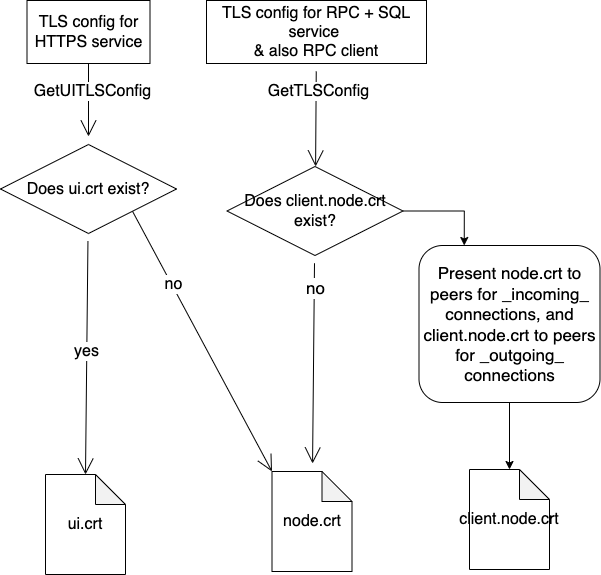 TLS config for
HTTPS service
TLS config for RPC + SQL
service
& also RPC client
GetUITLSConfig
GetTLSConfig
Does ui.crt exist?
Does client.node.crt
exist?
no
no
yes
Present node.crt to
peers for _incoming_
connections, and
client.node.crt to peers
for _outgoing_
connections
ui.crt
node.crt
client.node.crt